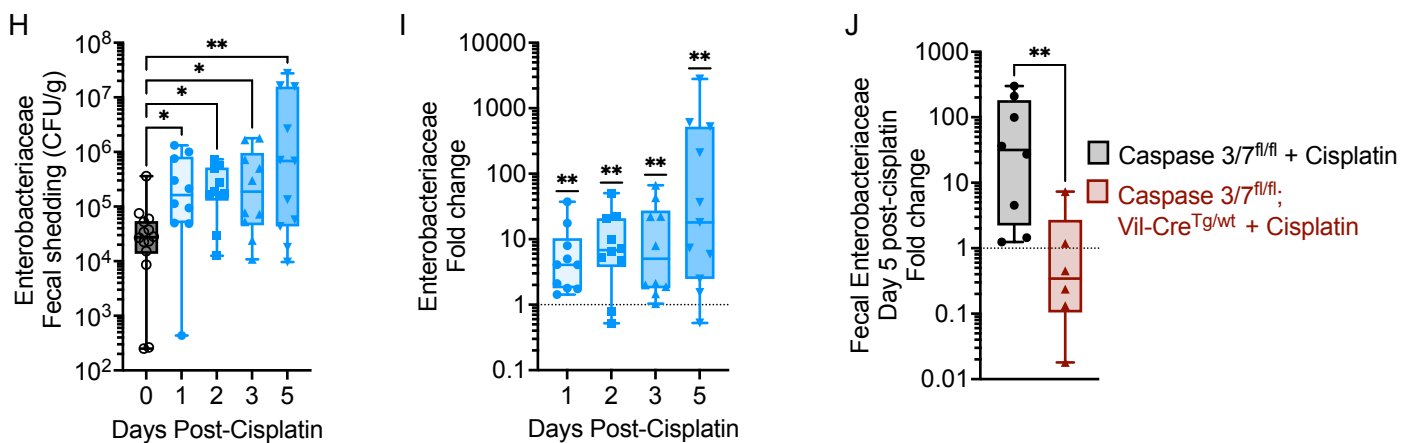 H
Enterobacteriaceae
Fecal shedding (CFU/g)
10⁸
10⁷
10⁶
10⁵
10⁴
10³
10²
**
*
*
*
0 1 2 3 5
Days Post-Cisplatin
I
Enterobacteriaceae
Fold change
10000
1000
100
10
1
0.1
**
**
**
**
1 2 3 5
Days Post-Cisplatin
J
Fecal Enterobacteriaceae
Day 5 post-cisplatin
Fold change
1000
100
10
1
0.1
0.01
**
Caspase 3/7ᶠˡ/ᶠˡ + Cisplatin
Caspase 3/7ᶠˡ/ᶠˡ;
Vil-Creᵀᵍ/ʷᵗ + Cisplatin